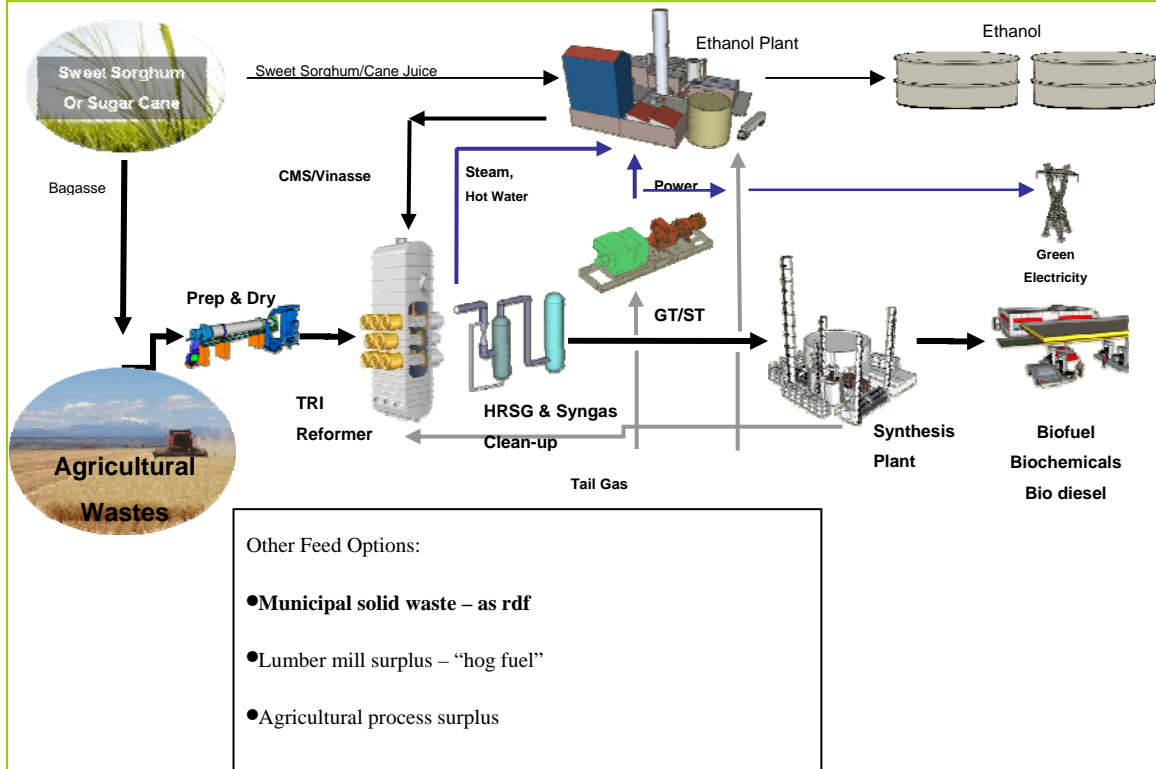 Sweet Sorghum
Or Sugar Cane
Sweet Sorghum/Cane Juice
Ethanol Plant
Ethanol
Bagasse
CMS/Vinasse
Steam,
Hot Water
Power
Green
Electricity
Prep & Dry
GT/ST
TRI
Reformer
HRSG & Syngas
Clean-up
Synthesis
Plant
Biofuel
Biochemicals
Bio diesel
Agricultural
Wastes
Tail Gas
Other Feed Options:
●Municipal solid waste – as rdf
●Lumber mill surplus – “hog fuel”
●Agricultural process surplus